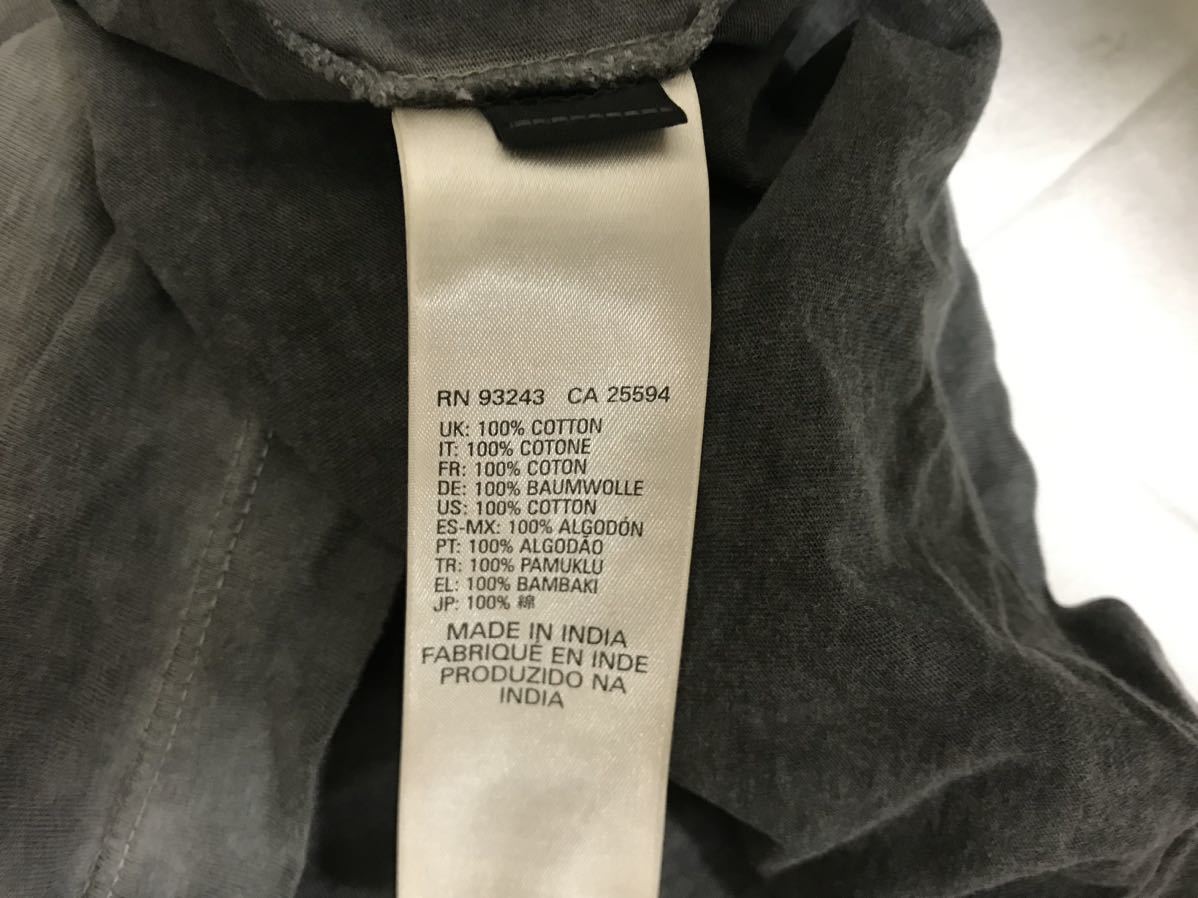 RN 93243 CA 25594
UK: 100% COTTON
IT: 100% COTONE
FR: 100% COTON
DE: 100% BAUMWOLLE
US: 100% COTTON
ES-MX: 100% ALGODÓN
PT: 100% ALGODÃO
TR: 100% PAMUKLU
EL: 100% BAMBAKI
JP: 100% 綿
MADE IN INDIA
FABRIQUÉ EN INDE
PRODUZIDO NA
INDIA